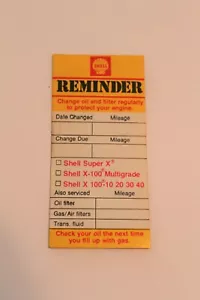 SHELL
REMINDER
Change oil and filter regularly
to protect your engine.
Date Changed Mileage
Change Due Mileage
Shell Super X®
Shell X-100® Multigrade
Shell X 100®10 20 30 40
Also serviced Mileage
Oil filter
Gas/Air filters
Trans. fluid
Check your oil the next time
you fill up with gas.